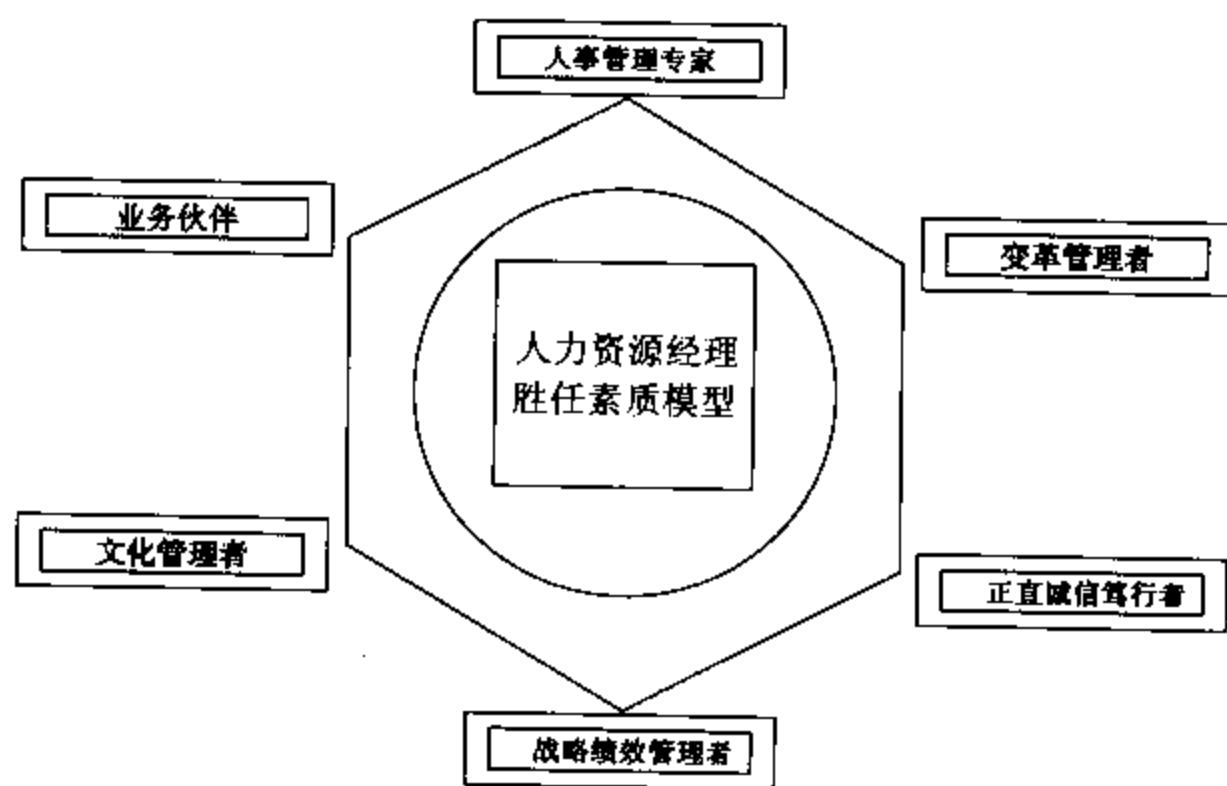 人事管理专家
业务伙伴
变革管理者
人力资源经理
胜任素质模型
文化管理者
正直诚信笃行者
战略绩效管理者